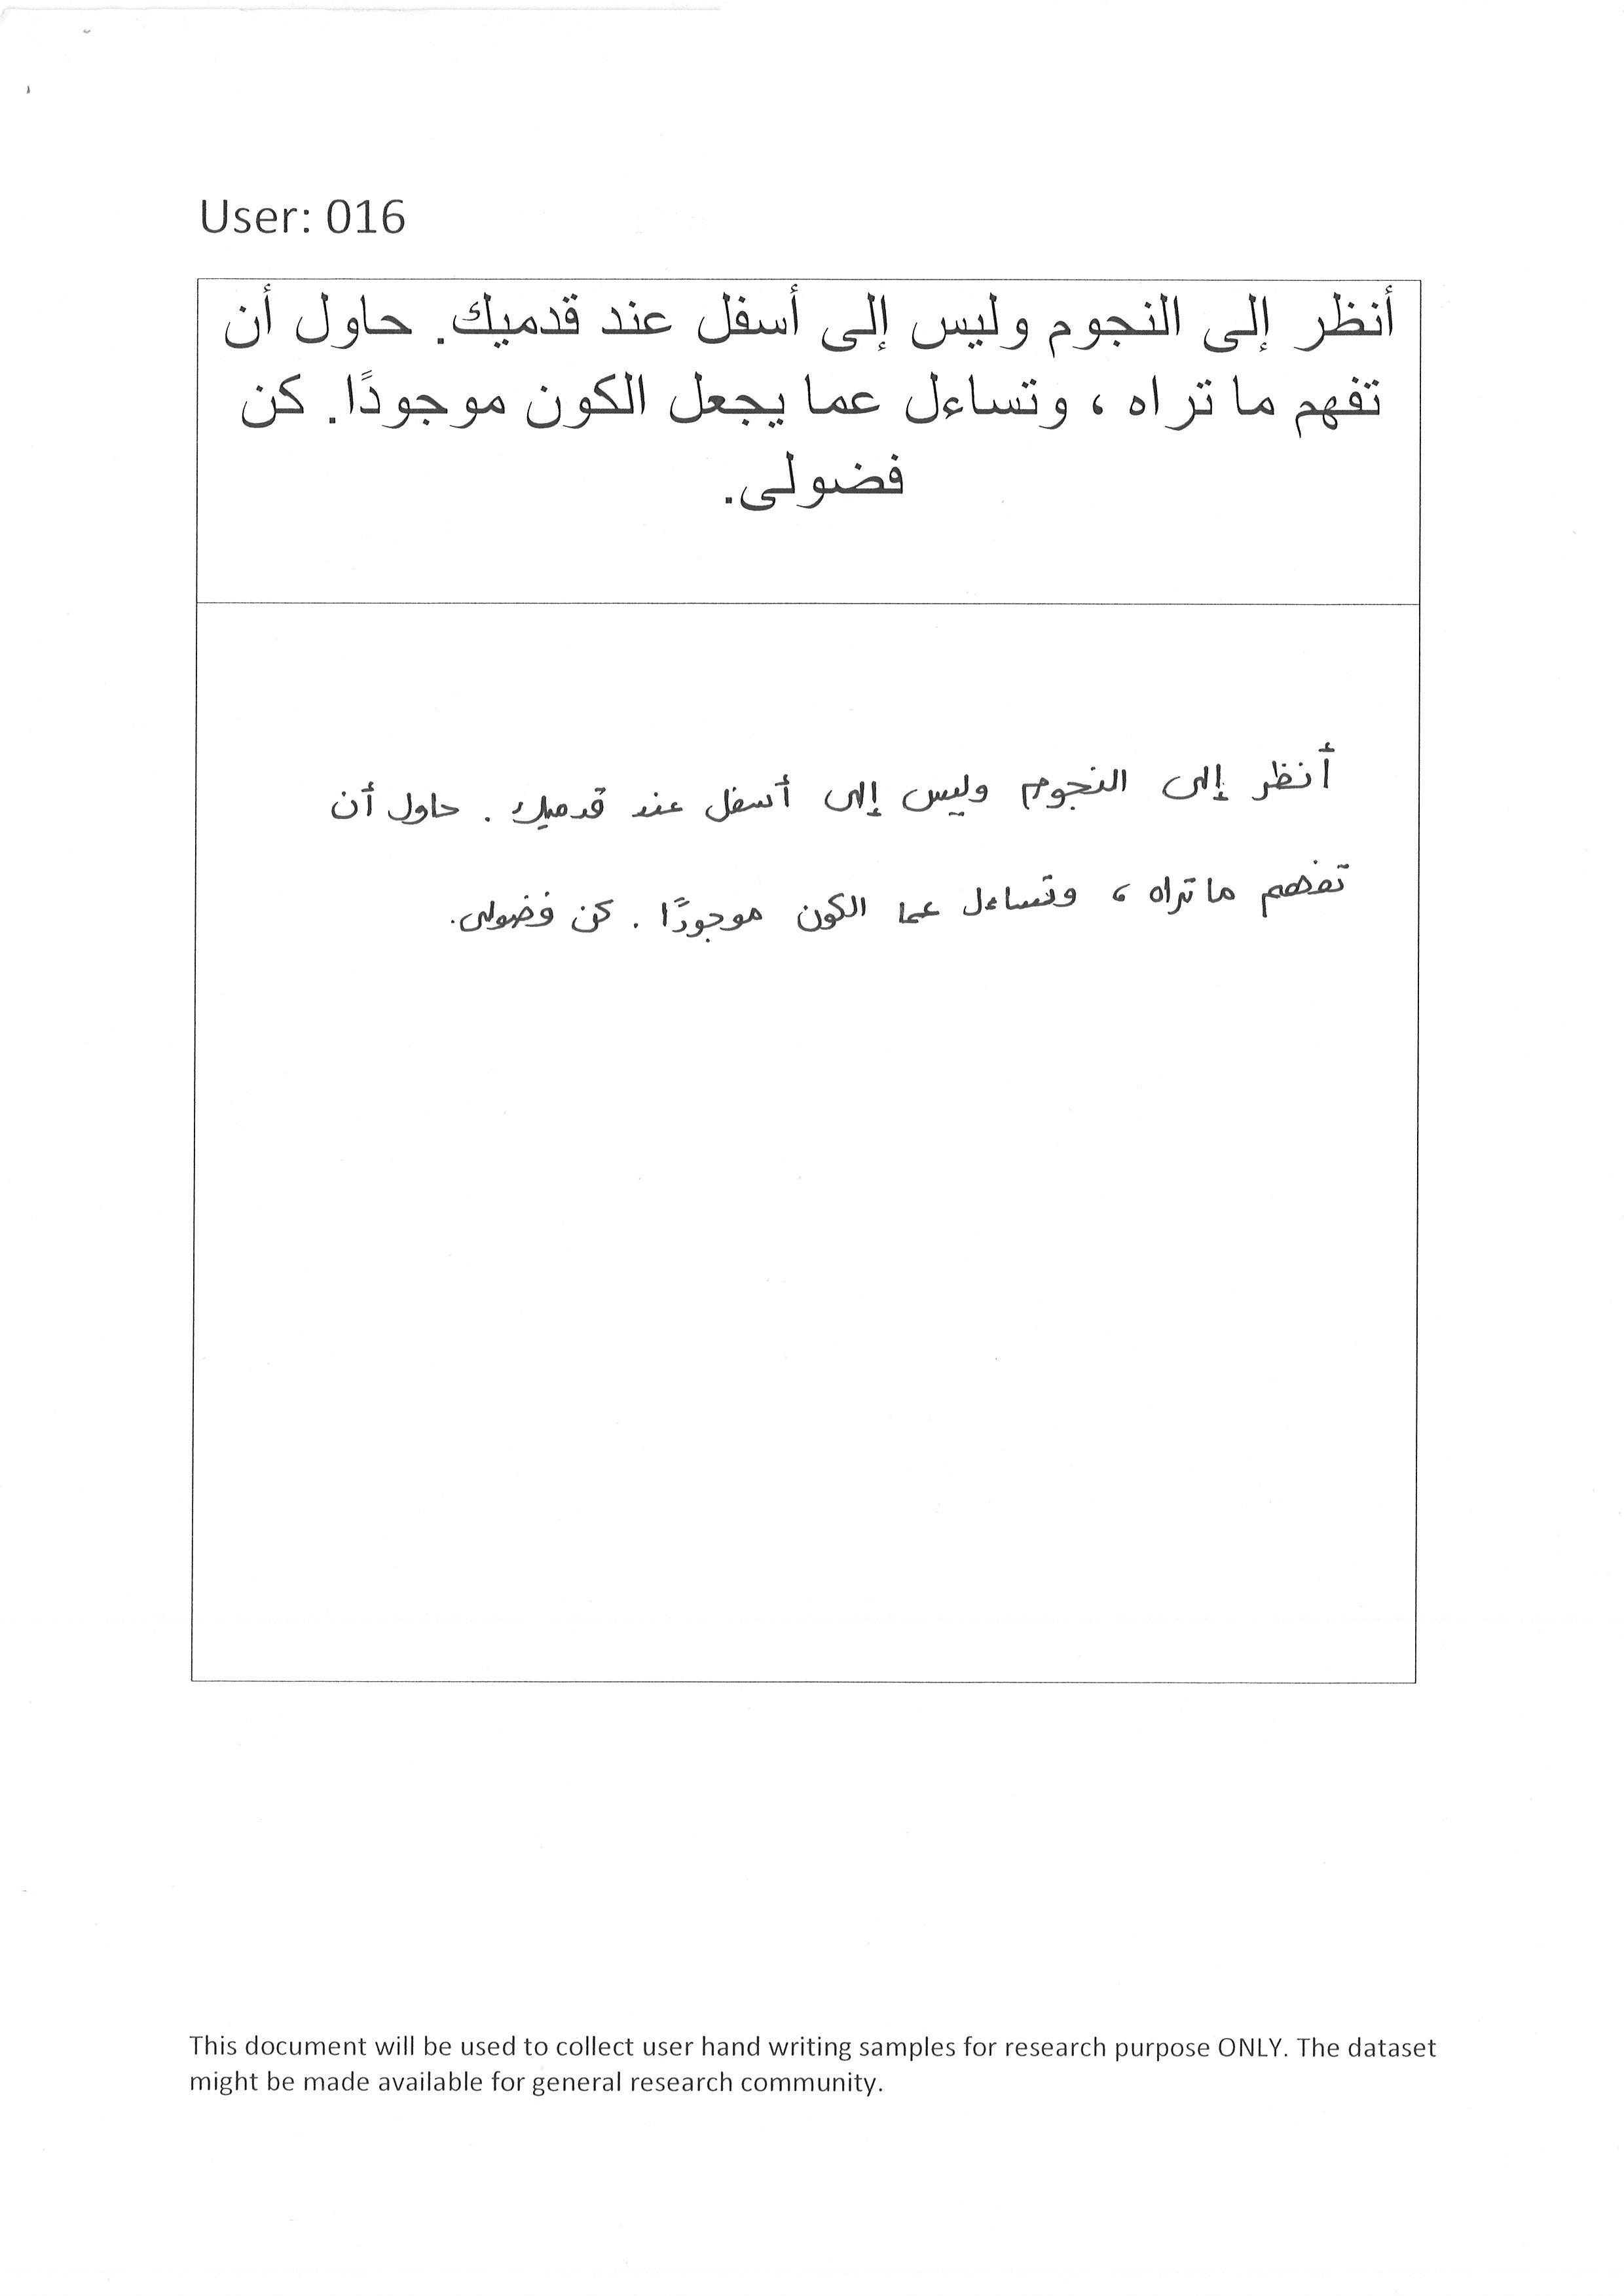 User: 016
أنظر إلى النجوم وليس إلى أسفل عند قدميك. حاول أن
تفهم ما تراه ، وتساءل عما يجعل الكون موجودًا. كن
فضولى.
أنظر إلى النجوم وليس إلى أسفل عند قدميك . حاول أن
تفهم ما تراه ، وتساءل عما الكون موجودًا . كن فضولى.
This document will be used to collect user hand writing samples for research purpose ONLY. The dataset
might be made available for general research community.